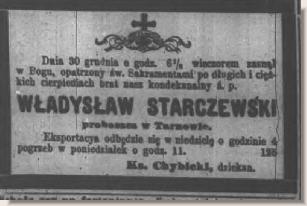 Dnia 30 grudnia o godz. 6½ wieczorem zasnął
w Bogu, opatrzony św. Sakramentami po długich i cięż-
kich cierpieniach brat nasz kondekanalny ś. p.
WŁADYSŁAW STARCZEWSKI
proboszcz w Tarnowie.
Eksportacya odbędzie się w niedzielę o godzinie 4
pogrzeb w poniedziałek o godz. 11. 125
Ks. Chybicki, dziekan.